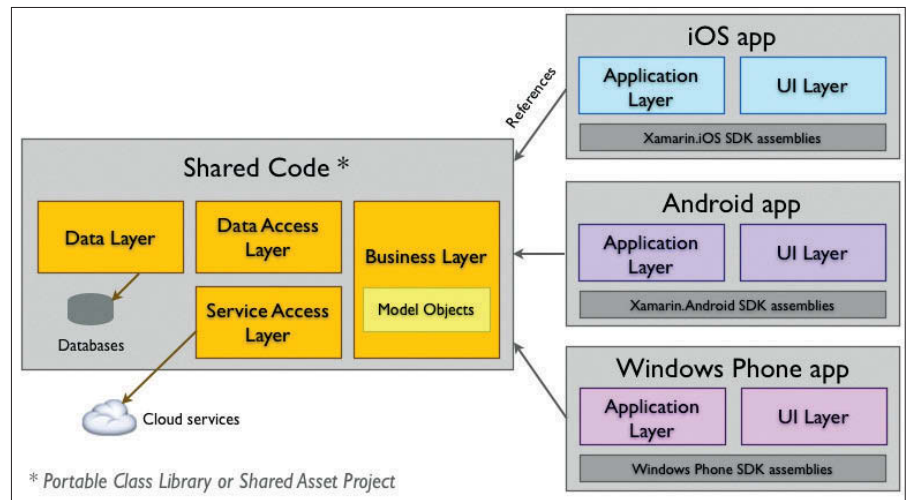 iOS app
Application
Layer
UI Layer
Xamarin.iOS SDK assemblies
References
Shared Code *
Data Layer
Data Access
Layer
Business Layer
Model Objects
Service Access
Layer
Databases
Cloud services
Android app
Application
Layer
UI Layer
Xamarin.Android SDK assemblies
Windows Phone app
Application
Layer
UI Layer
Windows Phone SDK assemblies
* Portable Class Library or Shared Asset Project